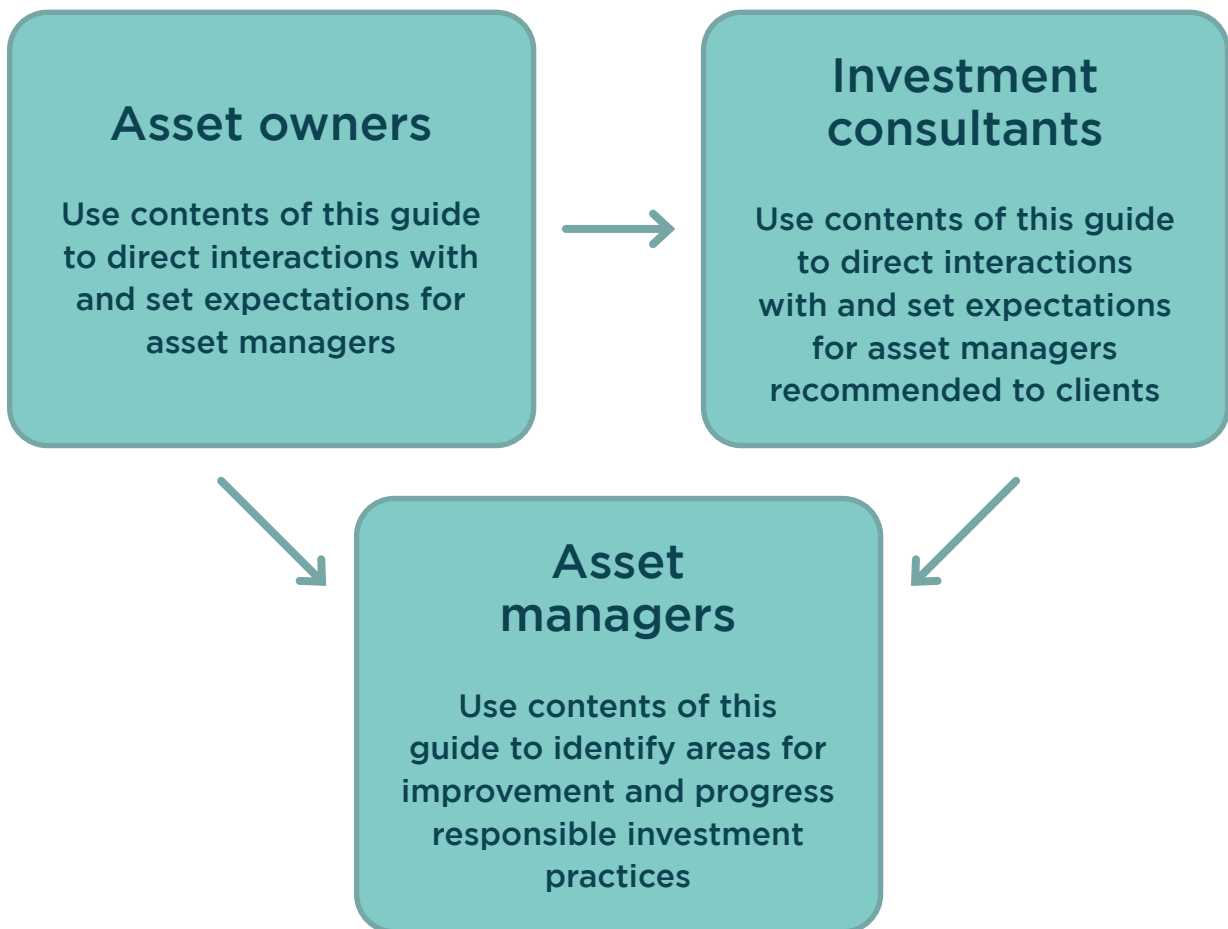 Asset owners
Use contents of this guide
to direct interactions with
and set expectations for
asset managers
Investment
consultants
Use contents of this guide
to direct interactions
with and set expectations
for asset managers
recommended to clients
Asset
managers
Use contents of this
guide to identify areas for
improvement and progress
responsible investment
practices